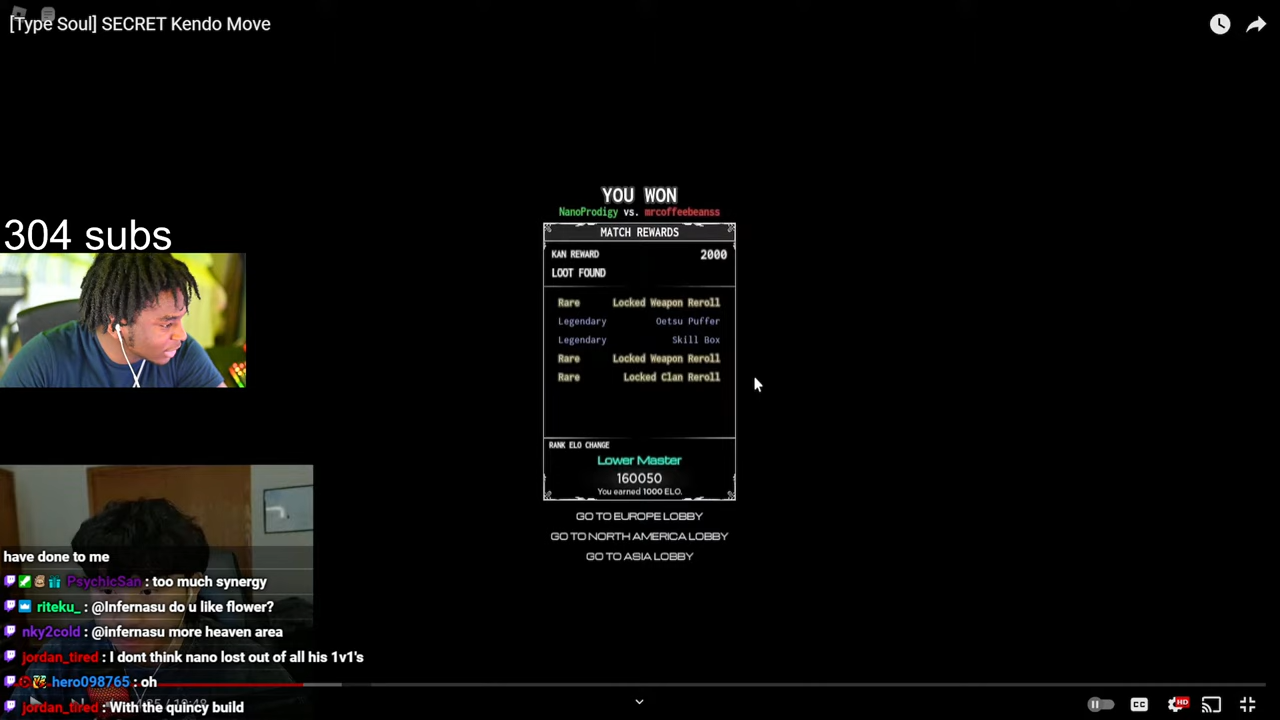 [Type Soul] SECRET Kendo Move
YOU WON
NanoProdigy vs. mrcoffeebeanss
MATCH REWARDS
KAN REWARD 2000
LOOT FOUND
Rare Locked Weapon Reroll
Legendary Oetsu Puffer
Legendary Skill Box
Rare Locked Weapon Reroll
Rare Locked Clan Reroll
RANK ELO CHANGE
Lower Master
160050
You earned 1000 ELO.
GO TO EUROPE LOBBY
GO TO NORTH AMERICA LOBBY
GO TO ASIA LOBBY
304 subs
have done to me
PsychicSan : too much synergy
riteku_ : @Infernasu do u like flower?
nky2cold : @infernasu more heaven area
jordan_tired : I dont think nano lost out of all his 1v1's
hero098765 : oh
jordan_tired : With the quincy build
CC
HD